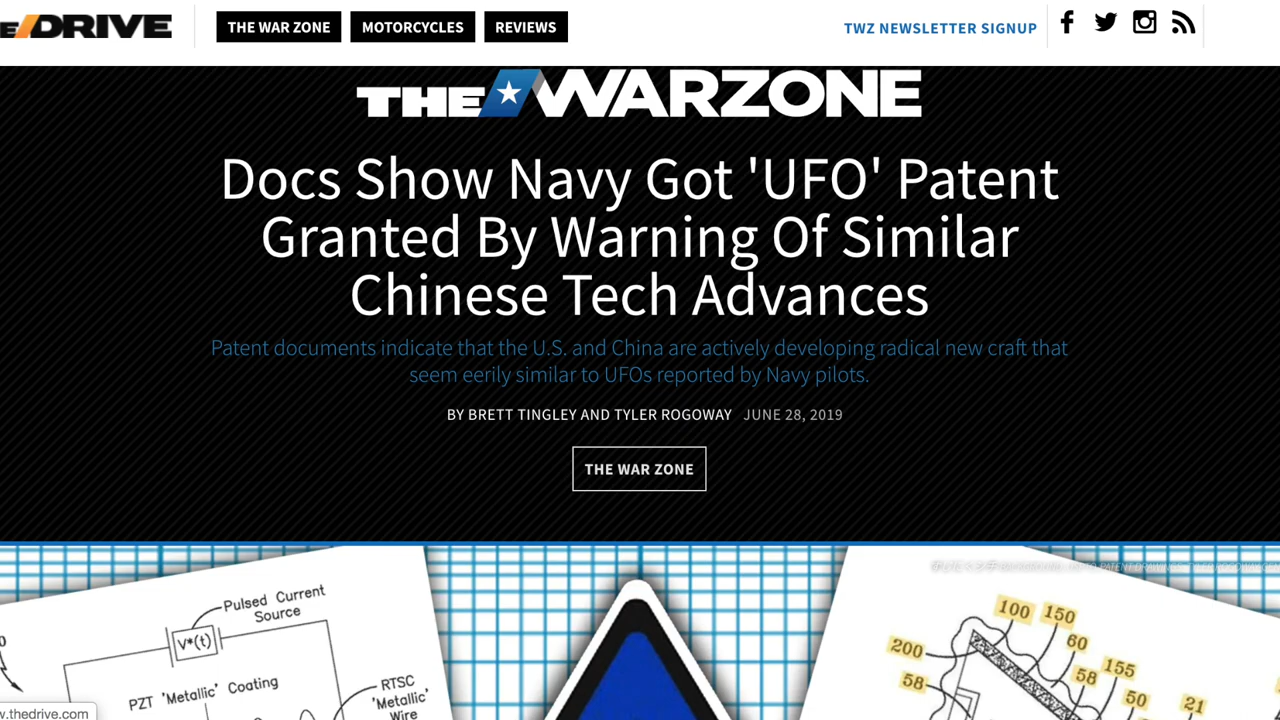 E/DRIVE
THE WAR ZONE
MOTORCYCLES
REVIEWS
TWZ NEWSLETTER SIGNUP
THE WARZONE
Docs Show Navy Got 'UFO' Patent
Granted By Warning Of Similar
Chinese Tech Advances
Patent documents indicate that the U.S. and China are actively developing radical new craft that
seem eerily similar to UFOs reported by Navy pilots.
BY BRETT TINGLEY AND TYLER ROGOWAY JUNE 28, 2019
THE WAR ZONE
Pulsed Current
Source
V*(t)
PZT 'Metallic' Coating
RTSC
'Metallic'
Wire
100
150
60
200
155
58
58
50
21
w.thedrive.com